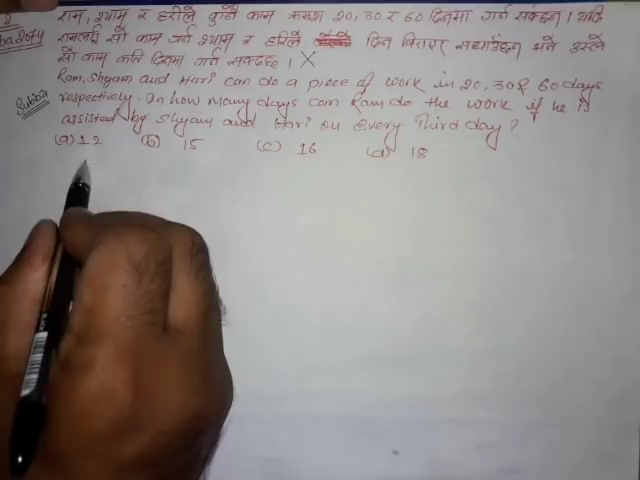 राम, श्याम र हरीले कुनै काम क्रमश 20, 30 र 60 दिनमा गर्न सक्दछन् । यदि
2074 रामलाई सो काम गर्न श्याम र हरिले दिन सघाउँदछन् भने उसले
सो काम कति दिनमा गर्न सक्दछ । X
Ram, Shyam and Hari can do a piece of work in 20, 30 & 60 days
respectively. In how many days can Ram do the work if he is
assisted by Shyam and Hari on Every Third day?
(a) 12 (b) 15 (c) 16 (d) 18